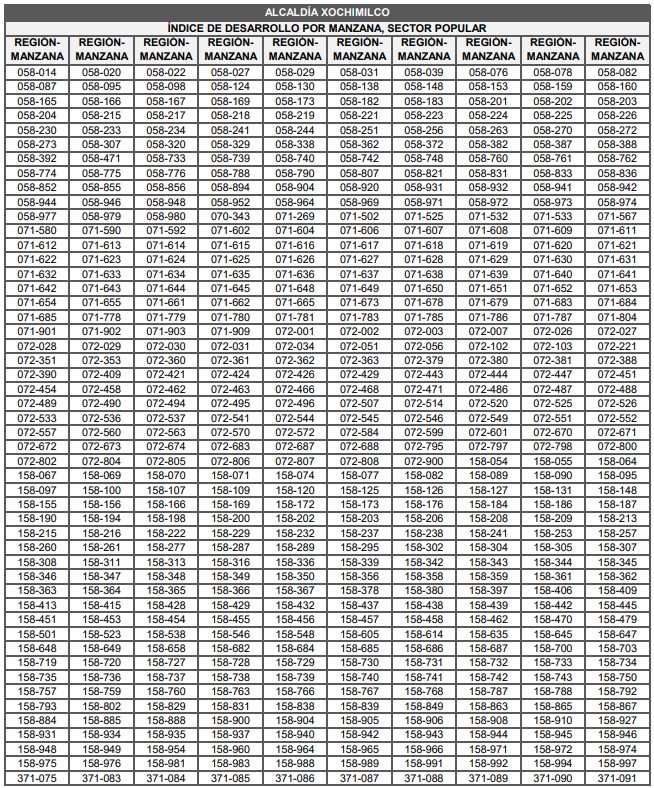 ALCALDÍA XOCHIMILCO
ÍNDICE DE DESARROLLO POR MANZANA, SECTOR POPULAR
REGIÓN-MANZANA REGIÓN-MANZANA REGIÓN-MANZANA REGIÓN-MANZANA REGIÓN-MANZANA REGIÓN-MANZANA REGIÓN-MANZANA REGIÓN-MANZANA REGIÓN-MANZANA REGIÓN-MANZANA
058-014 058-020 058-022 058-027 058-029 058-031 058-039 058-076 058-078 058-082
058-087 058-095 058-098 058-124 058-130 058-138 058-148 058-153 058-159 058-160
058-165 058-166 058-167 058-169 058-173 058-182 058-183 058-201 058-202 058-203
058-204 058-215 058-217 058-218 058-219 058-221 058-223 058-224 058-225 058-226
058-230 058-233 058-234 058-241 058-244 058-251 058-256 058-263 058-270 058-272
058-273 058-307 058-320 058-329 058-338 058-362 058-372 058-382 058-387 058-388
058-392 058-471 058-733 058-739 058-740 058-742 058-748 058-760 058-761 058-762
058-774 058-775 058-776 058-788 058-790 058-807 058-821 058-831 058-833 058-836
058-852 058-855 058-856 058-894 058-904 058-920 058-931 058-932 058-941 058-942
058-944 058-946 058-948 058-952 058-964 058-969 058-971 058-972 058-973 058-974
058-977 058-979 058-980 070-343 071-269 071-502 071-525 071-532 071-533 071-567
071-580 071-590 071-592 071-602 071-604 071-606 071-607 071-608 071-609 071-611
071-612 071-613 071-614 071-615 071-616 071-617 071-618 071-619 071-620 071-621
071-622 071-623 071-624 071-625 071-626 071-627 071-628 071-629 071-630 071-631
071-632 071-633 071-634 071-635 071-636 071-637 071-638 071-639 071-640 071-641
071-642 071-643 071-644 071-645 071-648 071-649 071-650 071-651 071-652 071-653
071-654 071-655 071-661 071-662 071-665 071-673 071-678 071-679 071-683 071-684
071-685 071-778 071-779 071-780 071-781 071-783 071-785 071-786 071-787 071-804
071-901 071-902 071-903 071-909 072-001 072-002 072-003 072-007 072-026 072-027
072-028 072-029 072-030 072-031 072-034 072-051 072-056 072-102 072-103 072-221
072-351 072-353 072-360 072-361 072-362 072-363 072-379 072-380 072-381 072-388
072-390 072-409 072-421 072-424 072-426 072-429 072-443 072-444 072-447 072-451
072-454 072-458 072-462 072-463 072-466 072-468 072-471 072-486 072-487 072-488
072-489 072-490 072-494 072-495 072-496 072-507 072-514 072-520 072-525 072-526
072-533 072-536 072-537 072-541 072-544 072-545 072-546 072-549 072-551 072-552
072-557 072-560 072-563 072-570 072-572 072-584 072-599 072-601 072-670 072-671
072-672 072-673 072-674 072-683 072-687 072-688 072-795 072-797 072-798 072-800
072-802 072-804 072-805 072-806 072-807 072-808 072-900 158-054 158-055 158-064
158-067 158-069 158-070 158-071 158-074 158-077 158-082 158-089 158-090 158-095
158-097 158-100 158-107 158-109 158-120 158-125 158-126 158-127 158-131 158-148
158-155 158-156 158-166 158-169 158-172 158-173 158-176 158-184 158-186 158-187
158-190 158-194 158-198 158-200 158-202 158-203 158-206 158-208 158-209 158-213
158-215 158-216 158-222 158-229 158-232 158-237 158-238 158-241 158-253 158-257
158-260 158-261 158-277 158-287 158-289 158-295 158-302 158-304 158-305 158-307
158-308 158-311 158-313 158-316 158-336 158-339 158-342 158-343 158-344 158-345
158-346 158-347 158-348 158-349 158-350 158-356 158-358 158-359 158-361 158-362
158-363 158-364 158-365 158-366 158-367 158-378 158-380 158-397 158-406 158-409
158-413 158-415 158-428 158-429 158-432 158-437 158-438 158-439 158-442 158-445
158-451 158-453 158-454 158-455 158-456 158-457 158-458 158-462 158-470 158-479
158-501 158-523 158-538 158-546 158-548 158-605 158-614 158-635 158-645 158-647
158-648 158-649 158-658 158-682 158-684 158-685 158-686 158-687 158-700 158-703
158-719 158-720 158-727 158-728 158-729 158-730 158-731 158-732 158-733 158-734
158-735 158-736 158-737 158-738 158-739 158-740 158-741 158-742 158-743 158-750
158-757 158-759 158-760 158-763 158-766 158-767 158-768 158-787 158-788 158-792
158-793 158-802 158-829 158-831 158-838 158-839 158-849 158-863 158-865 158-867
158-884 158-885 158-888 158-900 158-904 158-905 158-906 158-908 158-910 158-927
158-931 158-934 158-935 158-937 158-940 158-942 158-943 158-944 158-945 158-946
158-948 158-949 158-954 158-960 158-964 158-965 158-966 158-971 158-972 158-974
158-975 158-976 158-981 158-983 158-988 158-989 158-991 158-992 158-994 158-997
371-075 371-083 371-084 371-085 371-086 371-087 371-088 371-089 371-090 371-091